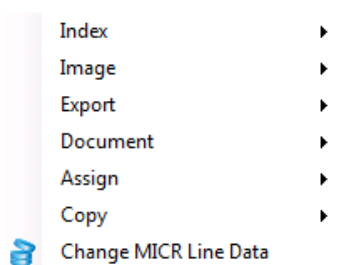 Index
Image
Export
Document
Assign
Copy
Change MICR Line Data